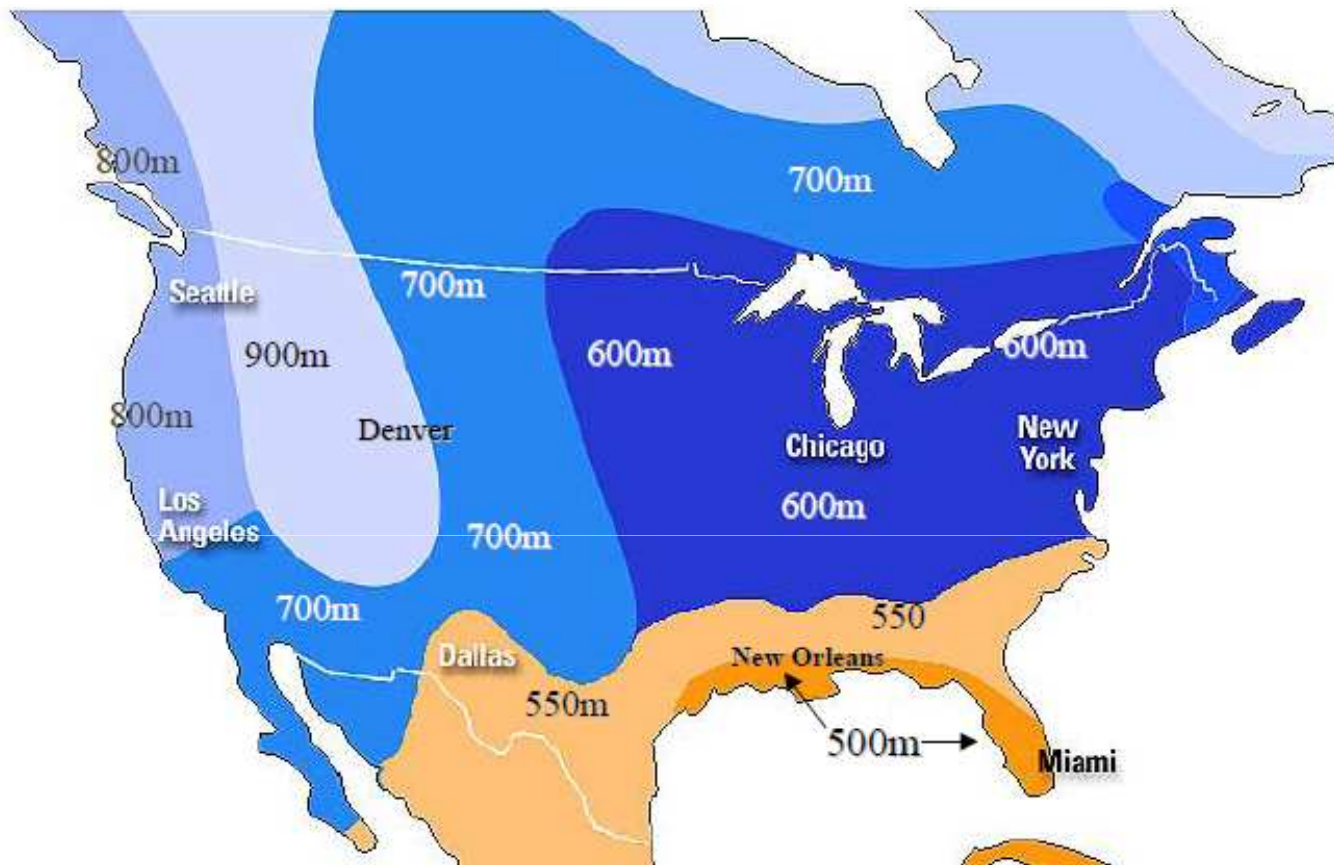 800m
700m
700m
Seattle
900m
600m
600m
800m
Denver
Chicago
New
York
Los
Angeles
600m
700m
700m
550
Dallas
New Orleans
550m
500m
Miami